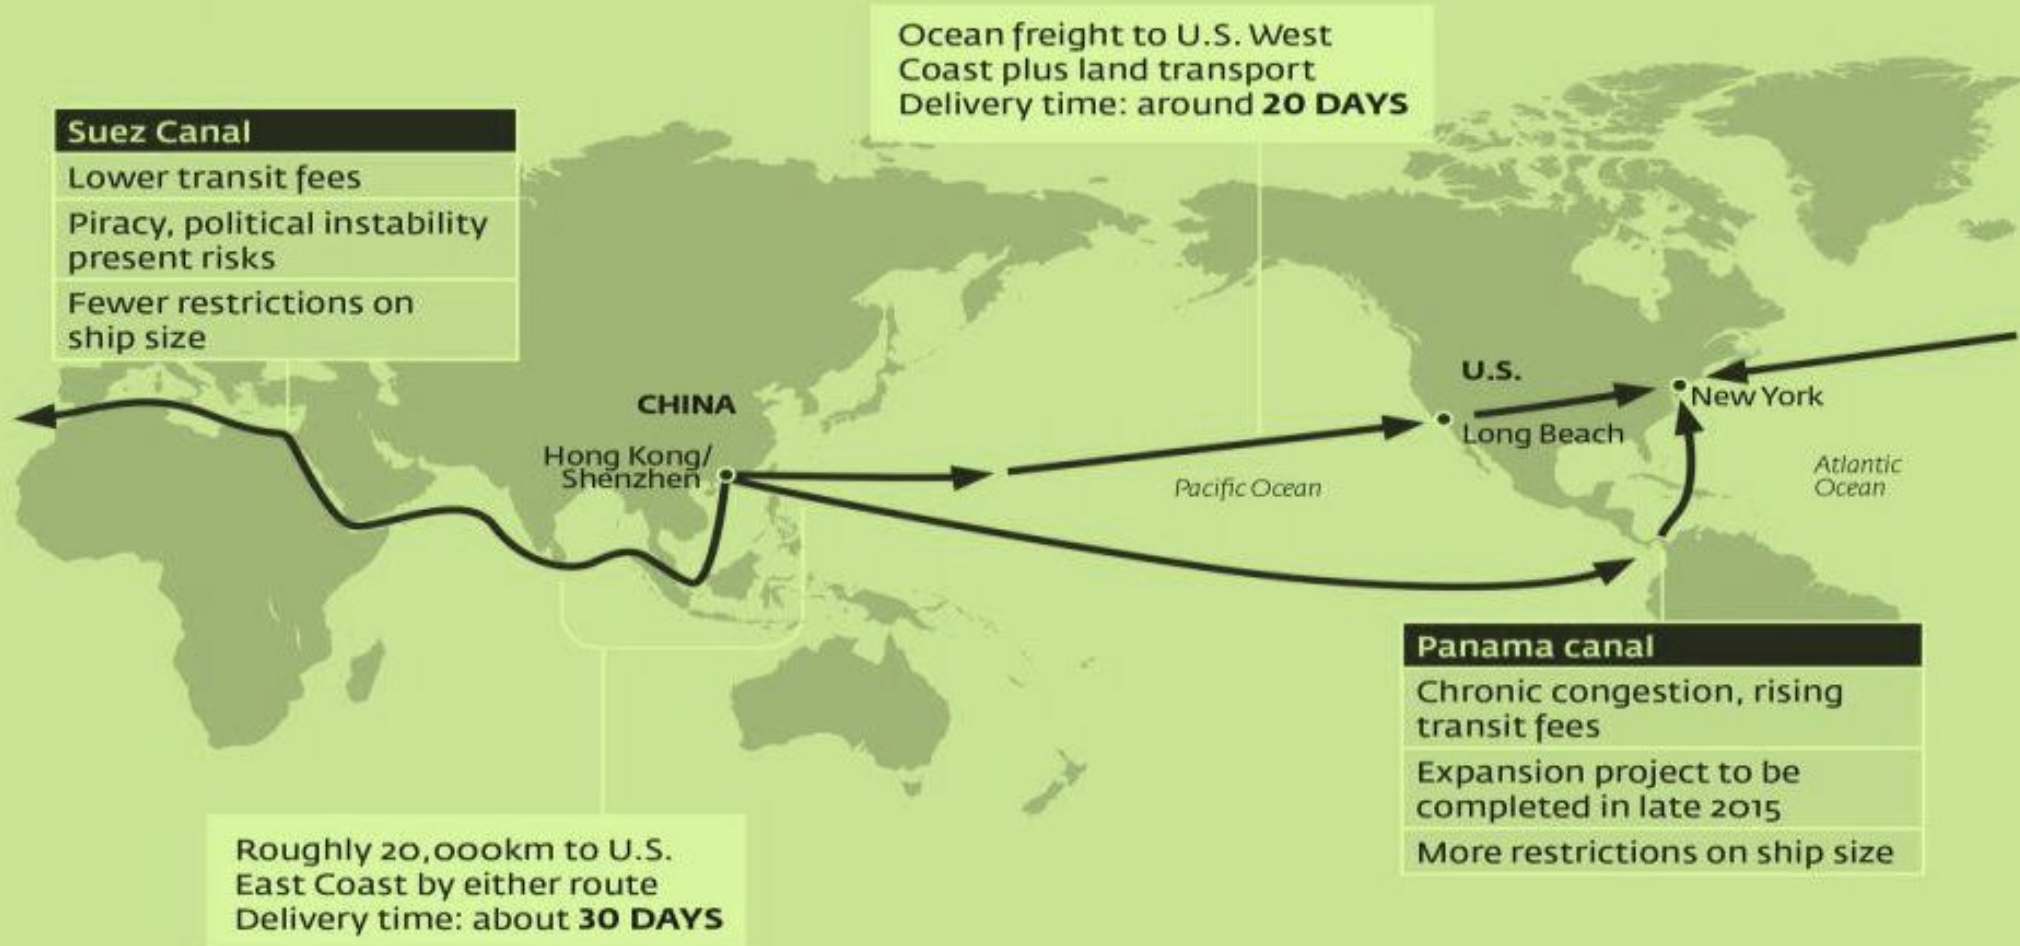 Ocean freight to U.S. West
Coast plus land transport
Delivery time: around 20 DAYS
Suez Canal
Lower transit fees
Piracy, political instability
present risks
Fewer restrictions on
ship size
CHINA
Hong Kong/
Shenzhen
U.S.
New York
Long Beach
Pacific Ocean
Atlantic
Ocean
Panama canal
Chronic congestion, rising
transit fees
Expansion project to be
completed in late 2015
More restrictions on ship size
Roughly 20,000km to U.S.
East Coast by either route
Delivery time: about 30 DAYS